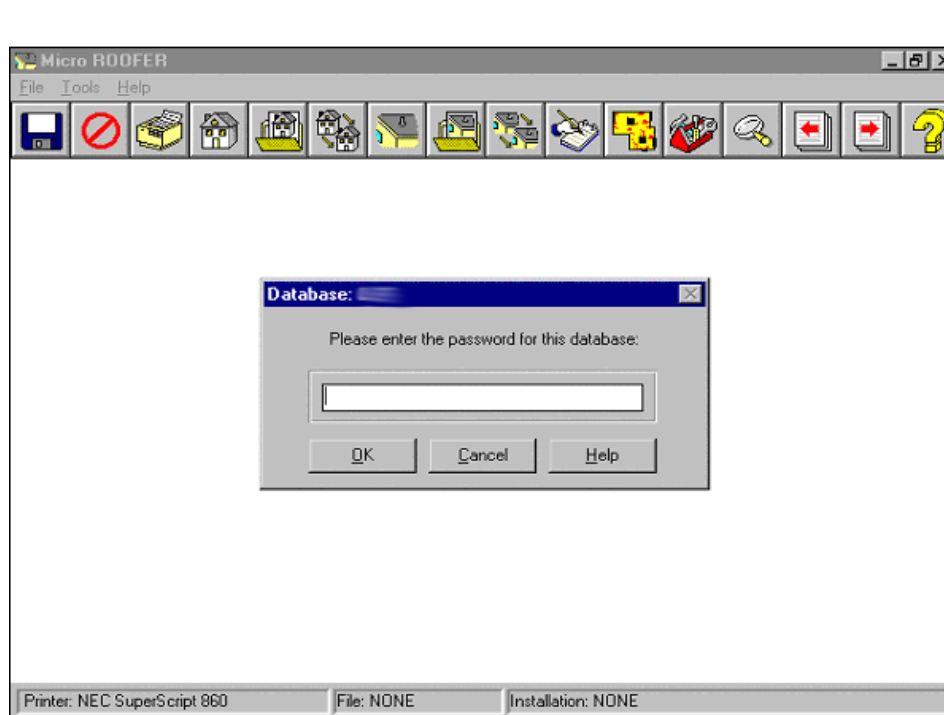 Micro ROOFER
File Tools Help
Database:
Please enter the password for this database:
OK Cancel Help
Printer: NEC SuperScript 860 File: NONE Installation: NONE